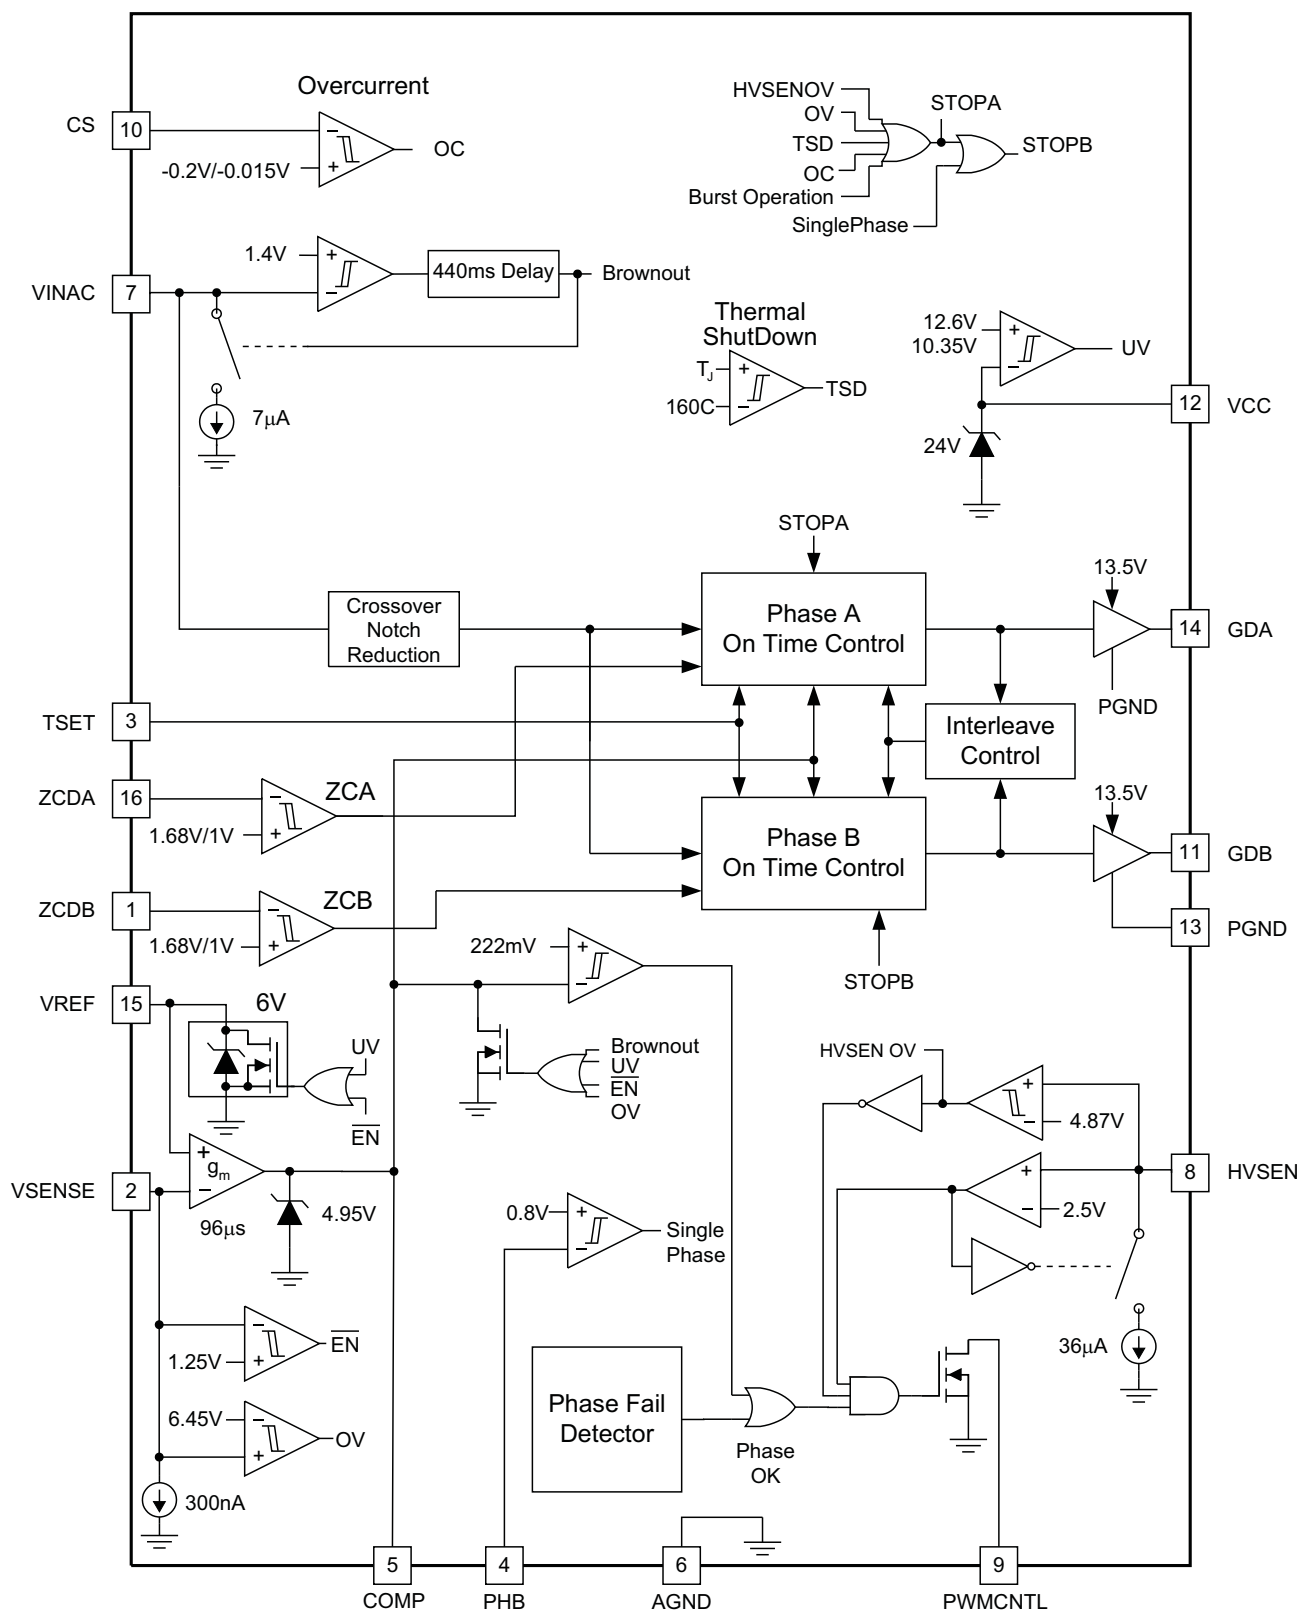 Overcurrent
CS
10
−
+
-0.2V/-0.015V
OC
HVSENOV
OV
TSD
OC
Burst Operation
SinglePhase
STOPA
STOPB
1.4V
+
−
440ms Delay
Brownout
VINAC
7
7µA
Thermal
ShutDown
TJ
+
160C
−
TSD
12.6V
10.35V
+
−
UV
12
VCC
24V
STOPA
Crossover
Notch
Reduction
Phase A
On Time Control
13.5V
14
GDA
PGND
TSET
3
Interleave
Control
ZCDA
16
−
+
1.68V/1V
ZCA
Phase B
On Time Control
13.5V
11
GDB
ZCDB
1
−
+
1.68V/1V
ZCB
13
PGND
STOPB
222mV
+
−
VREF
15
6V
UV
EN
Brownout
UV
EN
OV
HVSEN OV
+
−
4.87V
VSENSE
2
+
gm
−
96µs
4.95V
+
−
2.5V
8
HVSEN
0.8V
+
−
Single
Phase
36µA
−
+
1.25V
EN
6.45V
−
+
OV
300nA
Phase Fail
Detector
Phase
OK
5
COMP
4
PHB
6
AGND
9
PWMCNTL